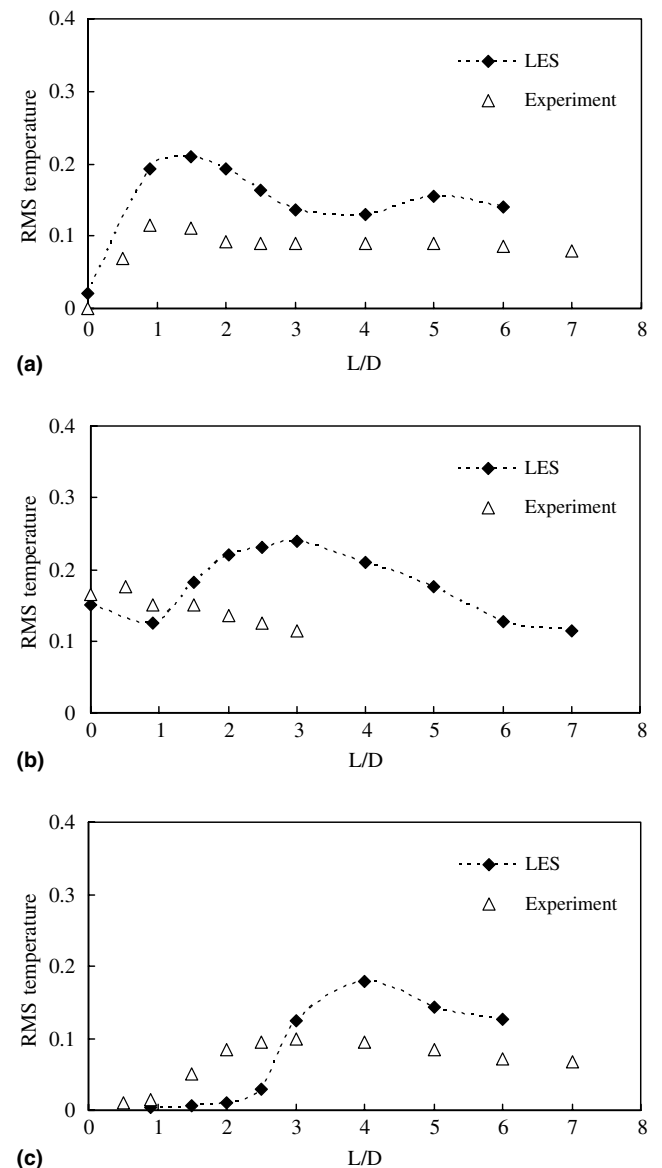 0.4
LES
0.3
Experiment
RMS temperature
0.2
0.1
0
0 1 2 3 4 5 6 7 8
(a)
L/D
0.4
LES
0.3
Experiment
RMS temperature
0.2
0.1
0
0 1 2 3 4 5 6 7 8
(b)
L/D
0.4
LES
0.3
Experiment
RMS temperature
0.2
0.1
0
0 1 2 3 4 5 6 7 8
(c)
L/D